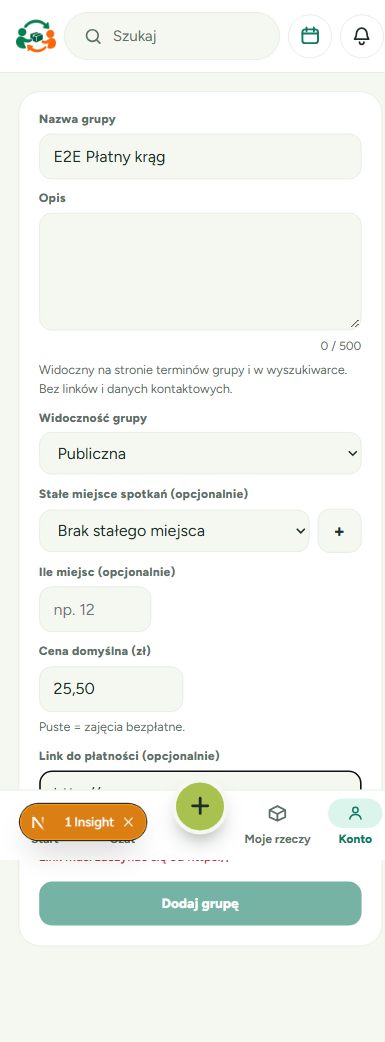 Szukaj
Nazwa grupy
E2E Płatny krąg
Opis
0 / 500
Widoczny na stronie terminów grupy i w wyszukiwarce.
Bez linków i danych kontaktowych.
Widoczność grupy
Publiczna
Stałe miejsce spotkań (opcjonalnie)
Brak stałego miejsca
+
Ile miejsc (opcjonalnie)
np. 12
Cena domyślna (zł)
25,50
Puste = zajęcia bezpłatne.
Link do płatności (opcjonalnie)
N 1 Insight
Moje rzeczy
Konto
Dodaj grupę